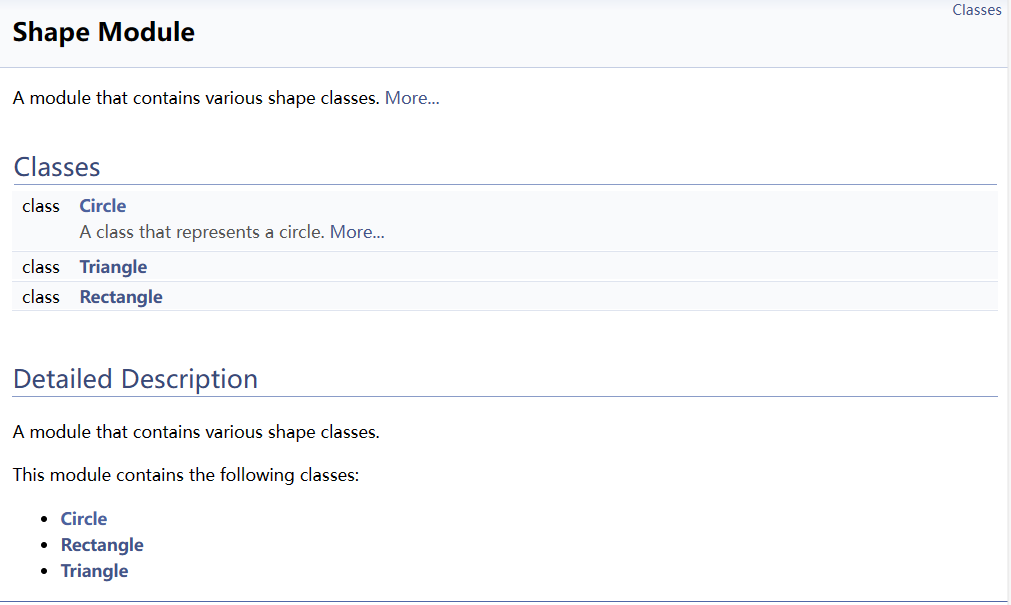 Classes
Shape Module
A module that contains various shape classes. More...
Classes
class Circle
A class that represents a circle. More...
class Triangle
class Rectangle
Detailed Description
A module that contains various shape classes.
This module contains the following classes:
• Circle
• Rectangle
• Triangle